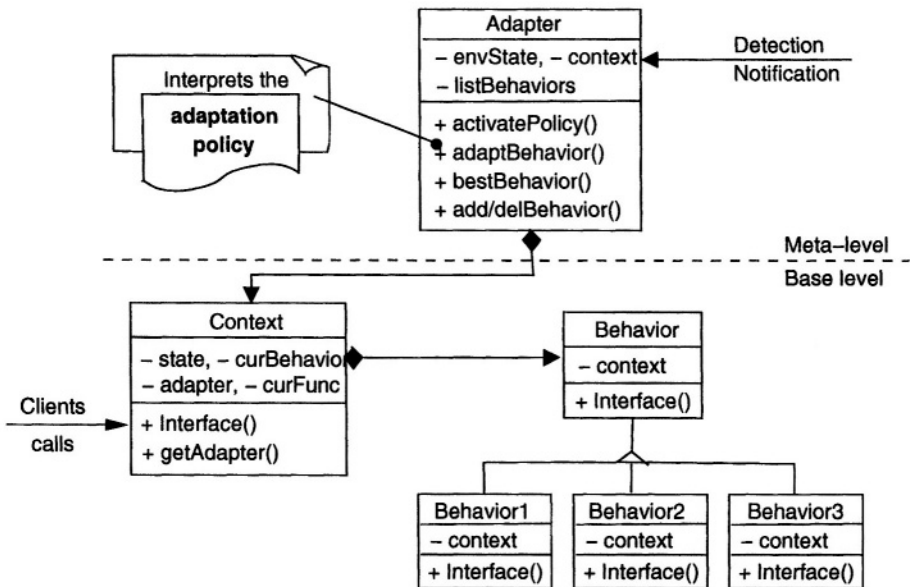 Adapter
– envState, – context
– listBehaviors
+ activatePolicy()
+ adaptBehavior()
+ bestBehavior()
+ add/delBehavior()
Interprets the
adaptation
policy
Detection
Notification
Meta–level
Base level
Context
– state, – curBehavior
– adapter, – curFunc
+ Interface()
+ getAdapter()
Clients
calls
Behavior
– context
+ Interface()
Behavior1
– context
+ Interface()
Behavior2
– context
+ Interface()
Behavior3
– context
+ Interface()